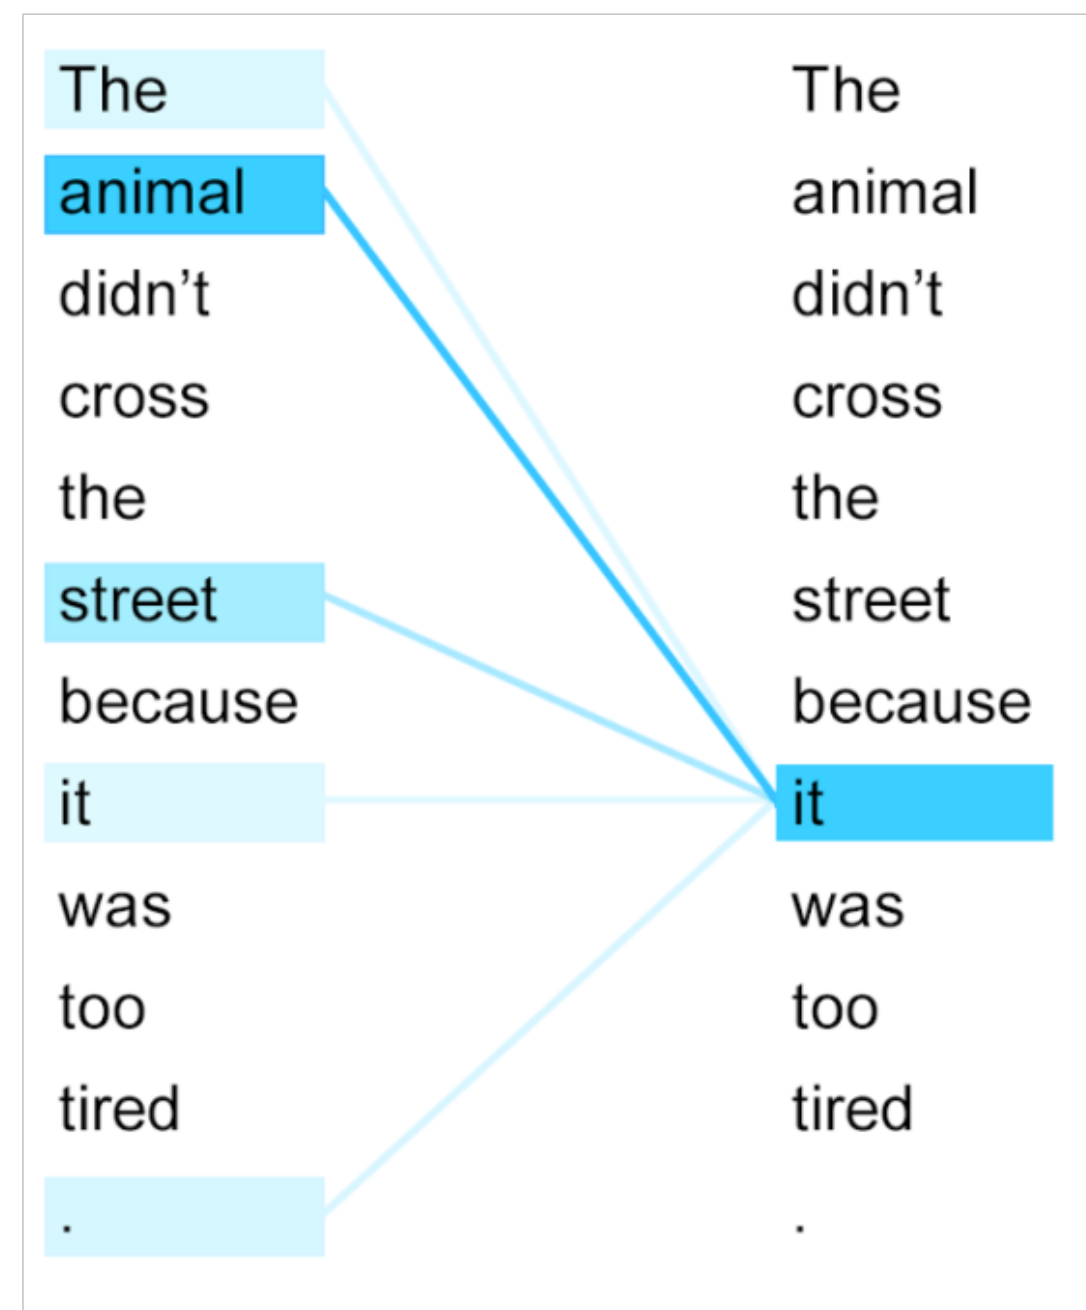 The
animal
didn’t
cross
the
street
because
it
was
too
tired
.
The
animal
didn’t
cross
the
street
because
it
was
too
tired
.